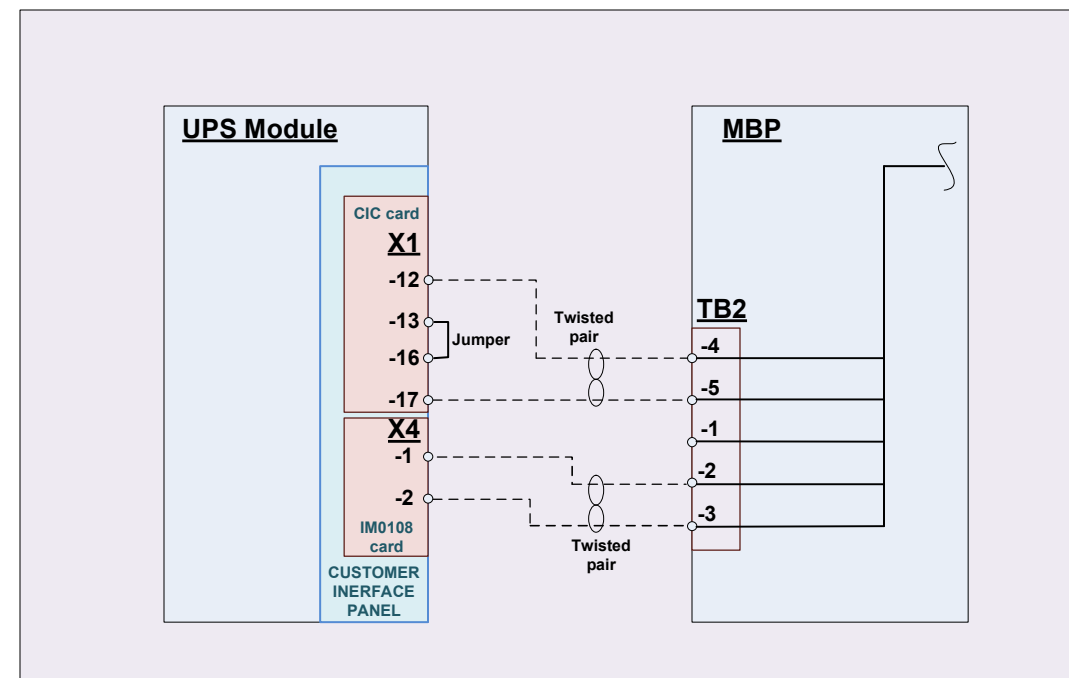 UPS Module
MBP
CIC card
X1
-12
-13
Jumper
-16
-17
X4
-1
-2
IM0108
card
CUSTOMER
INERFACE
PANEL
Twisted
pair
Twisted
pair
TB2
-4
-5
-1
-2
-3